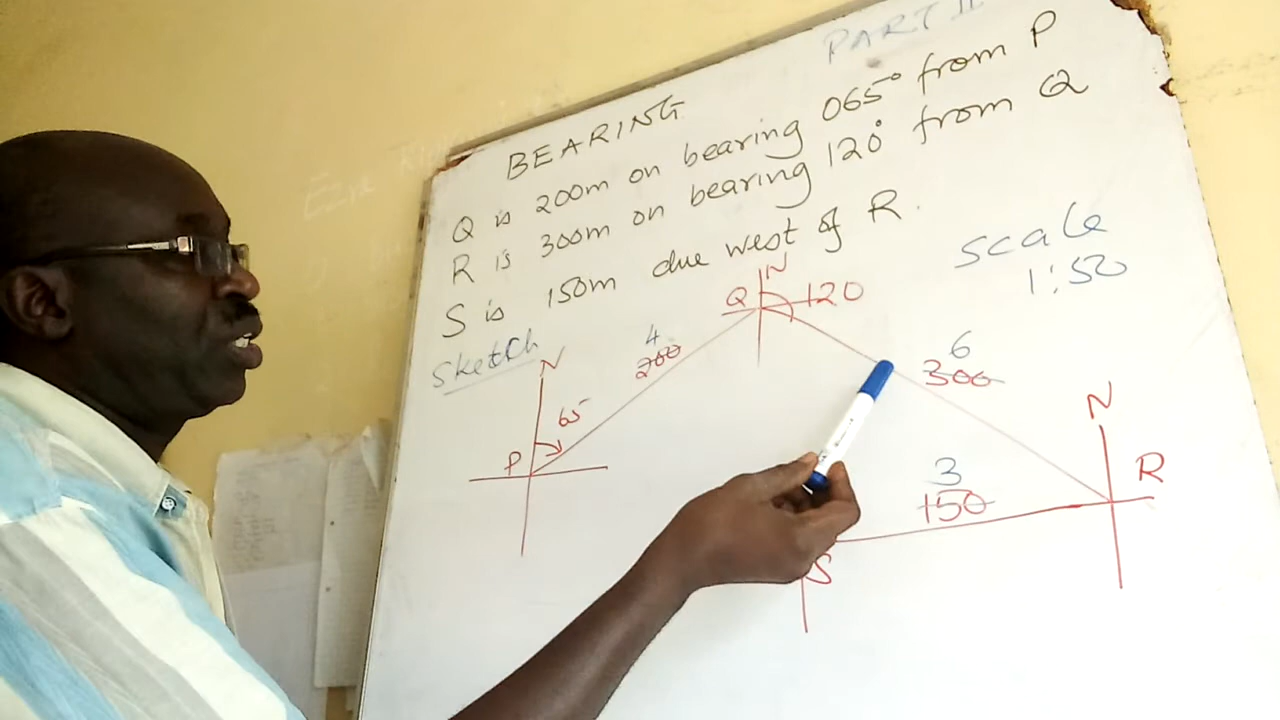 PART II
BEARING
Q is 200m on bearing 065° from P
R is 300m on bearing 120° from Q
S is 150m due west of R.
Scale
1:50
Sketch
N
Q
120
4
200
N
65
P
6
300
N
R
3
150
S